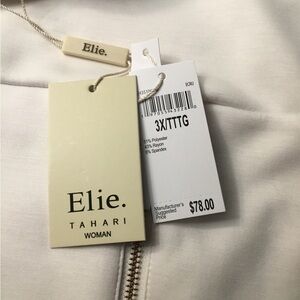 Elie.
Elie.
TAHARI
WOMAN
3X/TTTG
Polyester
Rayon
Spandex
Manufacturer's
Suggested
Price
$78.00